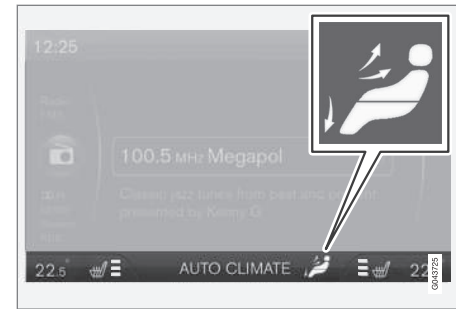 12:25
Radio
100.5 MHz Megapol
Classic jazz tunes from past and present
presented by Kenny G
22.5° AUTO CLIMATE 22
G043725